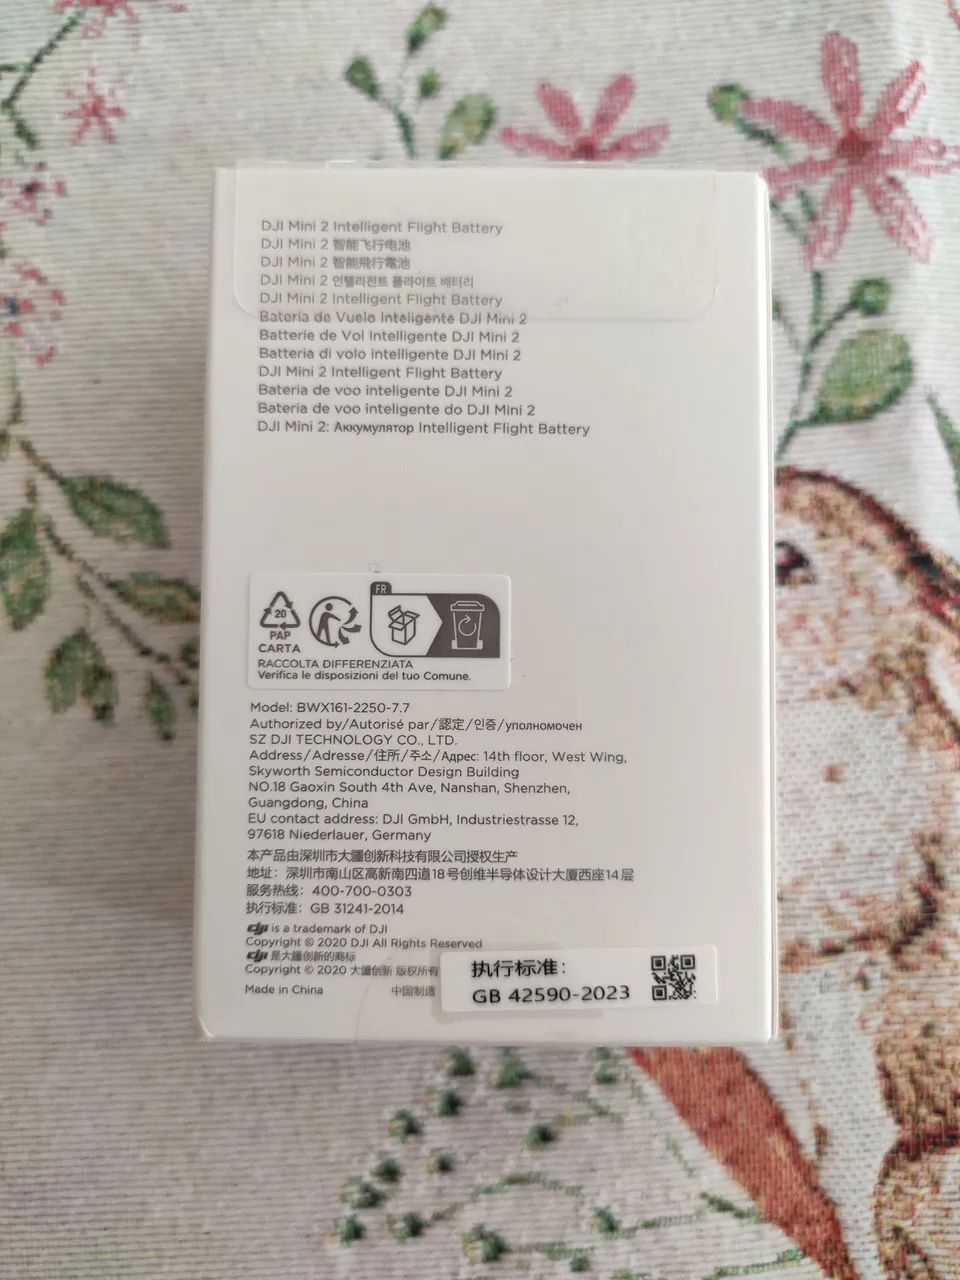 DJI Mini 2 Intelligent Flight Battery
DJI Mini 2 智能飞行电池
DJI Mini 2 智能飛行電池
DJI Mini 2 인텔리전트 플라이트 배터리
DJI Mini 2 Intelligent Flight Battery
Batería de Vuelo Inteligente DJI Mini 2
Batterie de Vol Intelligente DJI Mini 2
Batteria di volo intelligente DJI Mini 2
DJI Mini 2 Intelligent Flight Battery
Bateria de voo inteligente DJI Mini 2
Bateria de voo inteligente do DJI Mini 2
DJI Mini 2: Аккумулятор Intelligent Flight Battery
FR
20
PAP
CARTA
RACCOLTA DIFFERENZIATA
Verifica le disposizioni del tuo Comune.
Model: BWX161-2250-7.7
Authorized by/Autorisé par/認定/인증/уполномочен
SZ DJI TECHNOLOGY CO., LTD.
Address/Adresse/住所/주소/Адрес: 14th floor, West Wing,
Skyworth Semiconductor Design Building
NO.18 Gaoxin South 4th Ave, Nanshan, Shenzhen,
Guangdong, China
EU contact address: DJI GmbH, Industriestrasse 12,
97618 Niederlauer, Germany
本产品由深圳市大疆创新科技有限公司授权生产
地址：深圳市南山区高新南四道18号创维半导体设计大厦西座14层
服务热线：400-700-0303
执行标准：GB 31241-2014
dji is a trademark of DJI
Copyright © 2020 DJI All Rights Reserved
dji 是大疆创新的商标
Copyright © 2020 大疆创新 版权所有
Made in China 中国制造
执行标准：
GB 42590-2023